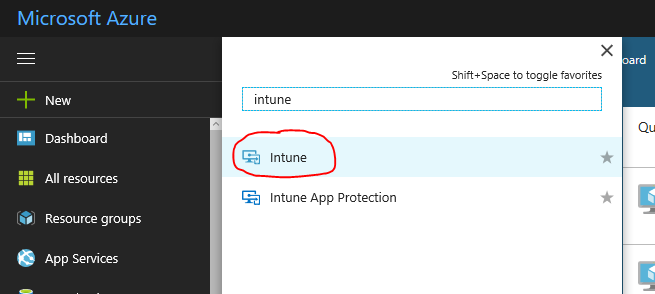 Microsoft Azure
New
Dashboard
All resources
Resource groups
App Services
Shift+Space to toggle favorites
intune
Intune
Intune App Protection
oard
Qu